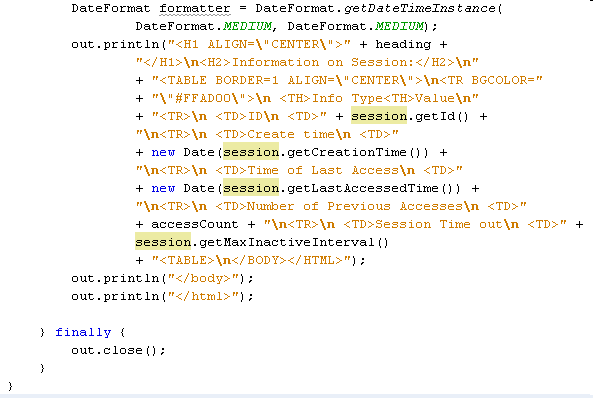 DateFormat formatter = DateFormat.getDateTimeInstance(
DateFormat.MEDIUM, DateFormat.MEDIUM);
out.println("<H1 ALIGN=\"CENTER\">" + heading +
"</H1>\n<H2>Information on Session:</H2>\n"
+ "<TABLE BORDER=1 ALIGN=\"CENTER\">\n<TR BGCOLOR="
+ "\"#FFAD00\">\n <TH>Info Type<TH>Value\n"
+ "<TR>\n <TD>ID\n <TD>" + session.getId() +
"\n<TR>\n <TD>Create time\n <TD>"
+ new Date(session.getCreationTime()) +
"\n<TR>\n <TD>Time of Last Access\n <TD>"
+ new Date(session.getLastAccessedTime()) +
"\n<TR>\n <TD>Number of Previous Accesses\n <TD>"
+ accessCount + "\n<TR>\n <TD>Session Time out\n <TD>" +
session.getMaxInactiveInterval()
+ "<TABLE>\n</BODY></HTML>");
out.println("</body>");
out.println("</html>");
} finally {
out.close();
}
}